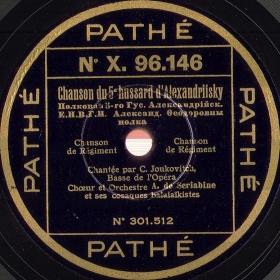 PATHÉ
PATHÉ
PATHÉ
Nº X. 96.146
Chanson du 5e hussard d'Alexandriisky
Полковая 5-го Гус. Александрійск.
Е.И.В.Г.И. Александ. Ѳеодоровны
полка
Chanson de Régiment
Chanson de Régiment
Chantée par C. Joukovitch,
Basse de l'Opéra
Chœur et Orchestre A. de Scriabine
et ses cosaques balalaïkistes
Nº 301.512
PATHÉ